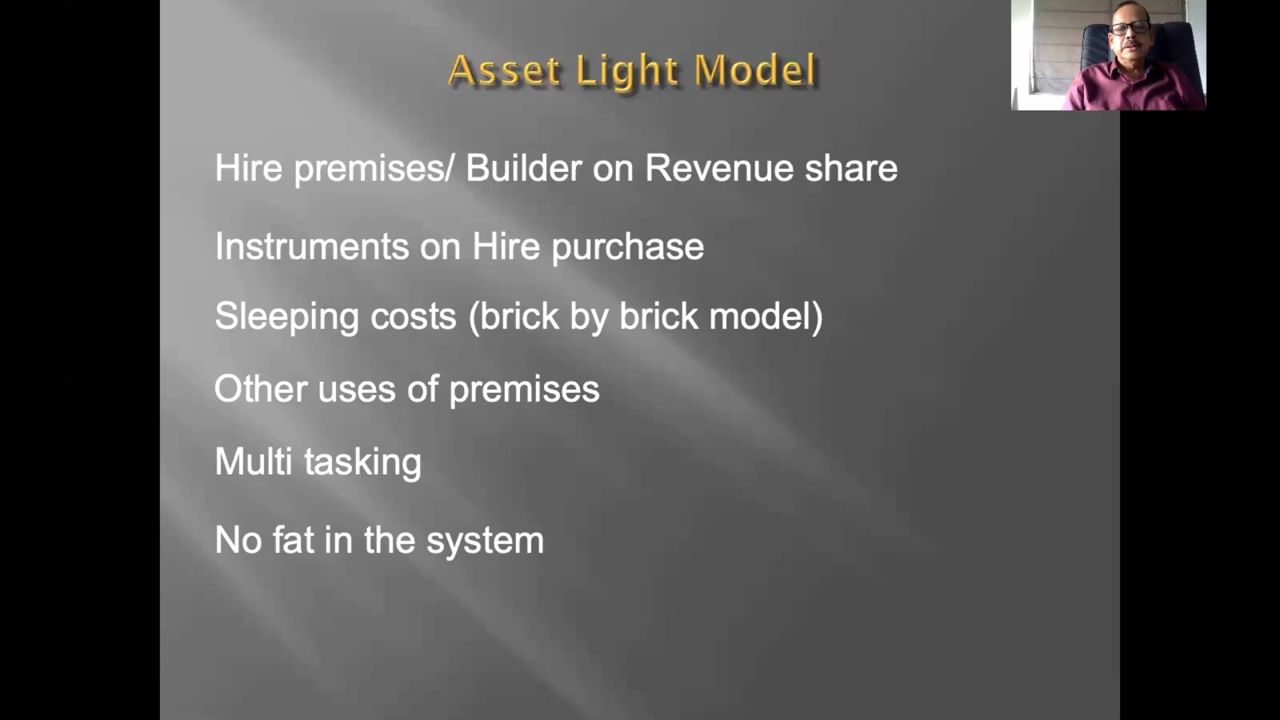 Asset Light Model
Hire premises/ Builder on Revenue share
Instruments on Hire purchase
Sleeping costs (brick by brick model)
Other uses of premises
Multi tasking
No fat in the system